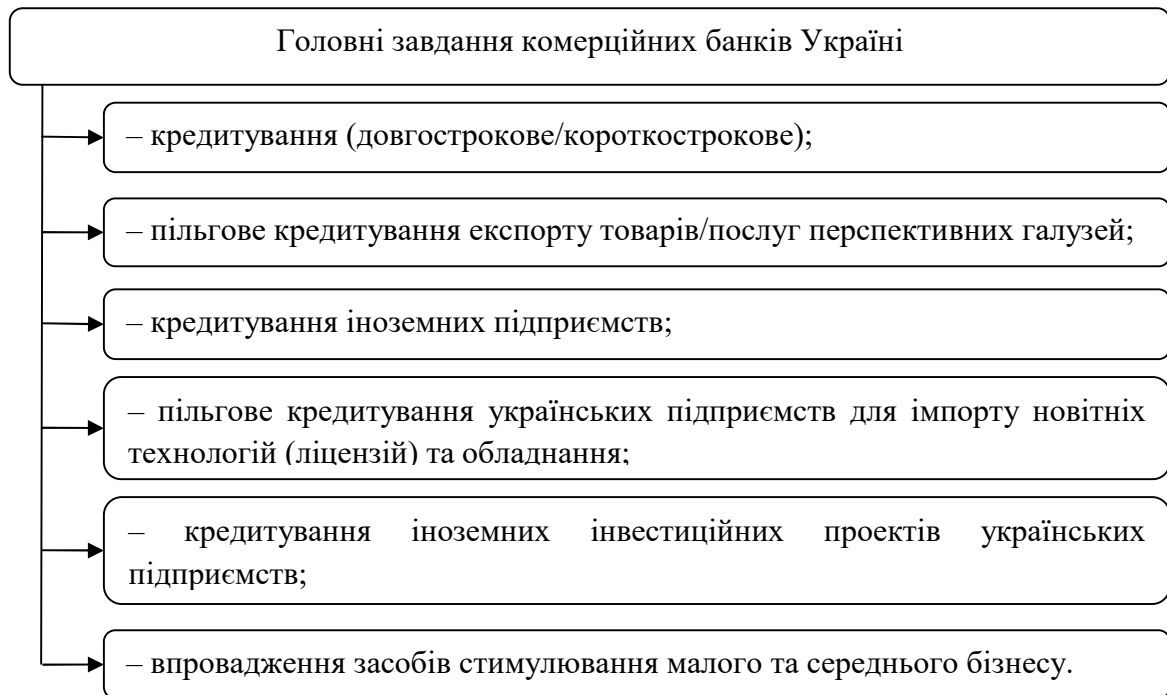 Головні завдання комерційних банків Україні
– кредитування (довгострокове/короткострокове);
– пільгове кредитування експорту товарів/послуг перспективних галузей;
– кредитування іноземних підприємств;
– пільгове кредитування українських підприємств для імпорту новітніх
технологій (ліцензій) та обладнання;
– кредитування іноземних інвестиційних проектів українських
підприємств;
– впровадження засобів стимулювання малого та середнього бізнесу.